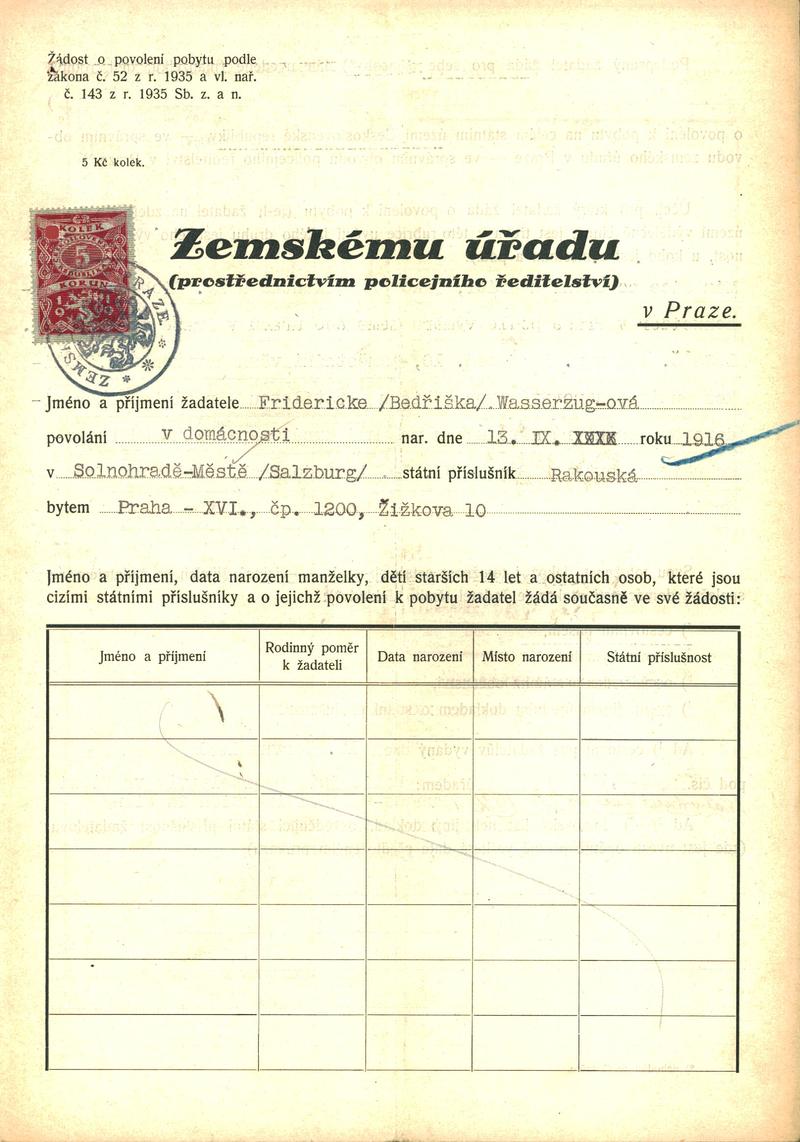 Žádost o povolení pobytu podle
zákona č. 52 z r. 1935 a vl. nař.
č. 143 z r. 1935 Sb. z. a n.
5 Kč kolek.
KOLEK
5
KORUN
Zemskému úřadu
(prostřednictvím policejního ředitelství)
v Praze.
Jméno a příjmení žadatele Fridericke /Bedřiška/ Wasserzug-ová
povolání v domácnosti nar. dne 13. IX. XXXX roku 1916
v Solnohradě-Městě /Salzburg/ státní příslušník Rakouská
bytem Praha - XVI., čp. 1200, Žižkova 10
Jméno a příjmení, data narození manželky, dětí starších 14 let a ostatních osob, které jsou
cizími státními příslušníky a o jejichž povolení k pobytu žadatel žádá současně ve své žádosti:
Jméno a příjmení
Rodinný poměr
k žadateli
Data narození
Místo narození
Státní příslušnost